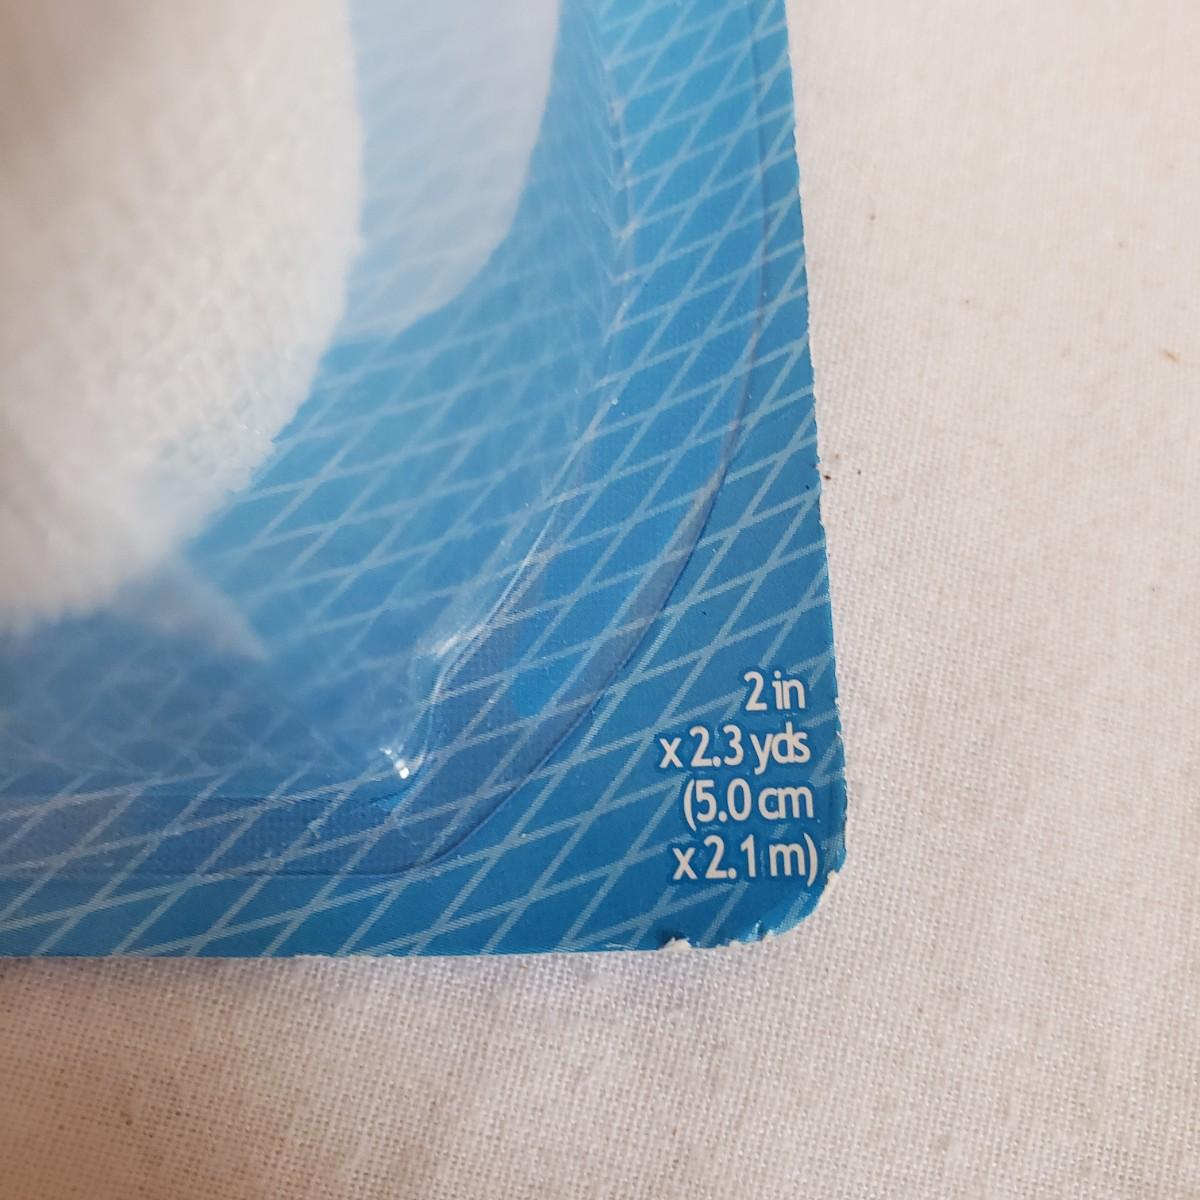 2 in
x 2.3 yds
(5.0 cm
x 2.1 m)